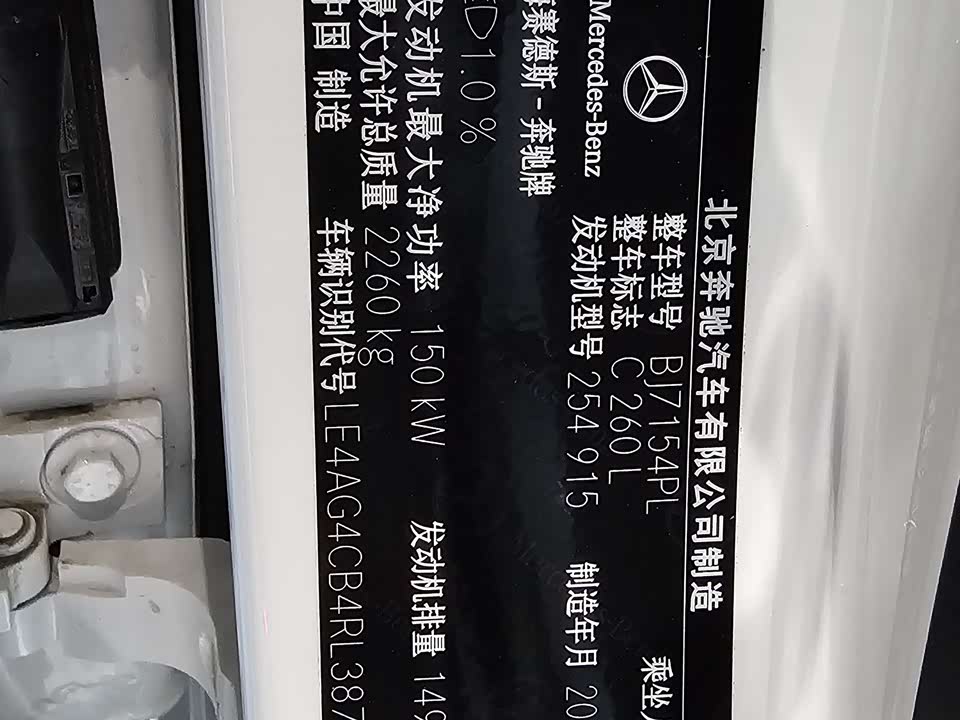 北京奔驰汽车有限公司制造
Mercedes-Benz
整车型号 BJ7154PL
整车标志 C 260 L
乘坐
发动机型号 254 915
制造年月 20
赛德斯-奔驰牌
1.0 %
发动机最大净功率 150 kW
发动机排量 149
最大允许总质量 2260 kg
中国 制造
车辆识别代号 LE4AG4CB4RL387